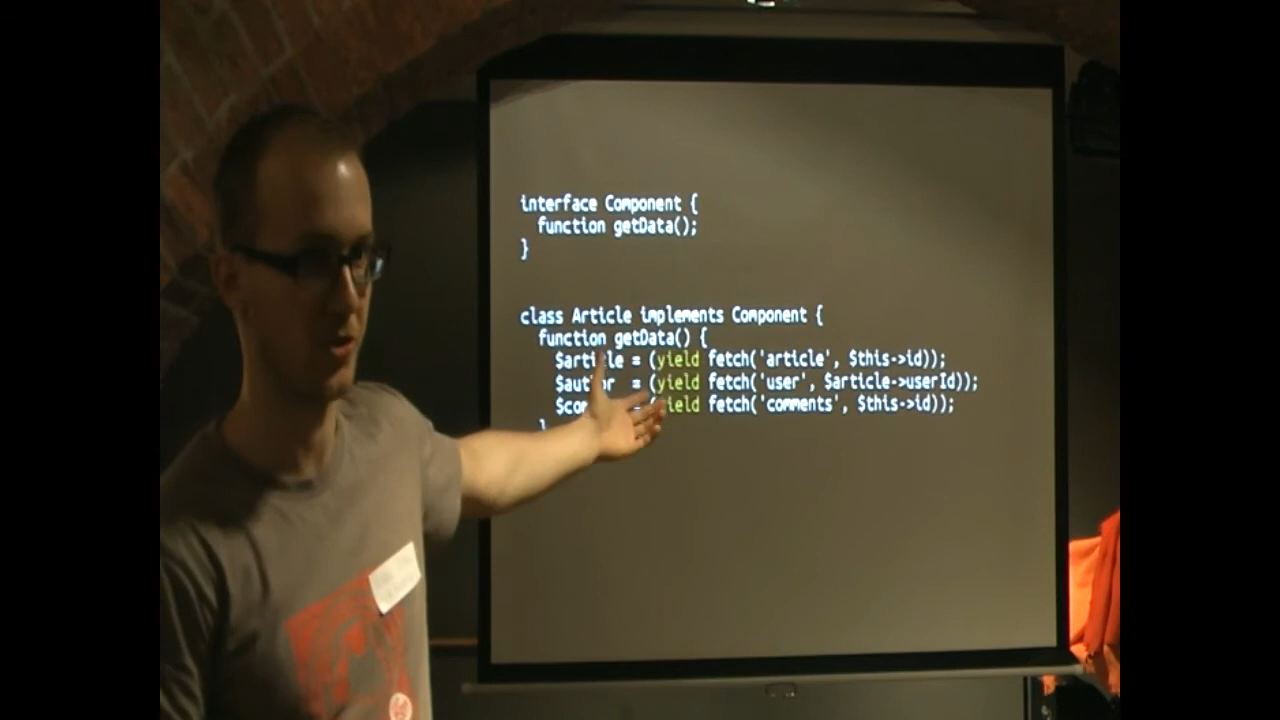 interface Component {
function getData();
}
class Article implements Component {
function getData() {
$article = (yield fetch('article', $this->id));
$author = (yield fetch('user', $article->userId));
= (yield fetch('comments', $this->id));
}